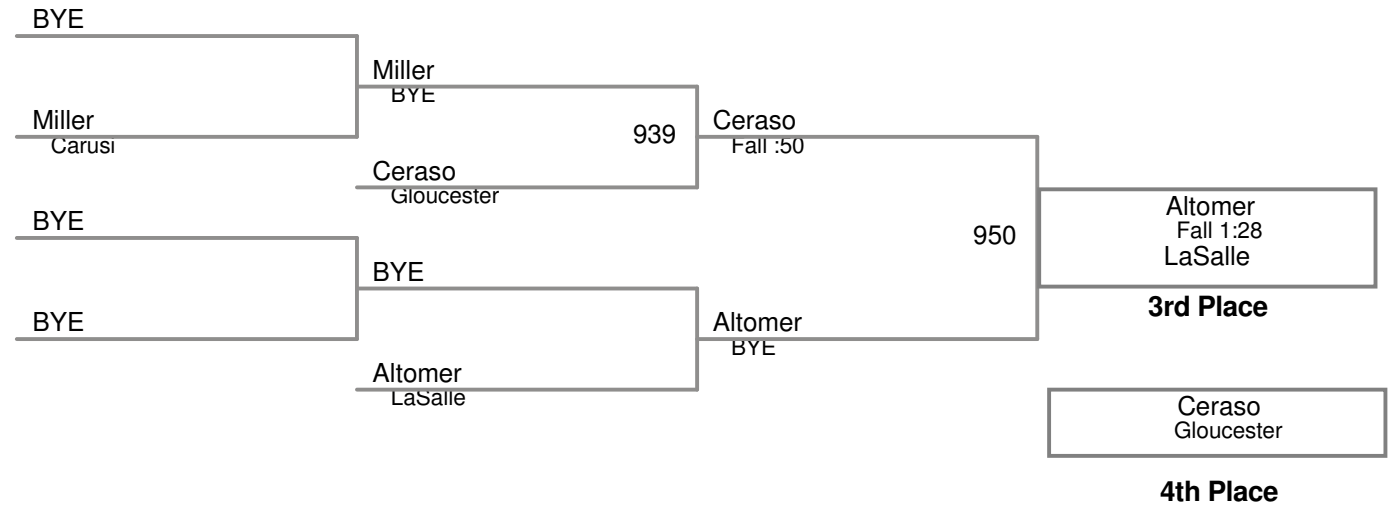 BYE
Miller
BYE
Miller
Carusi
939
Ceraso
Fall :50
Ceraso
Gloucester
BYE
950
Altomer
Fall 1:28
LaSalle
3rd Place
BYE
BYE
Altomer
BYE
Altomer
LaSalle
Ceraso
Gloucester
4th Place